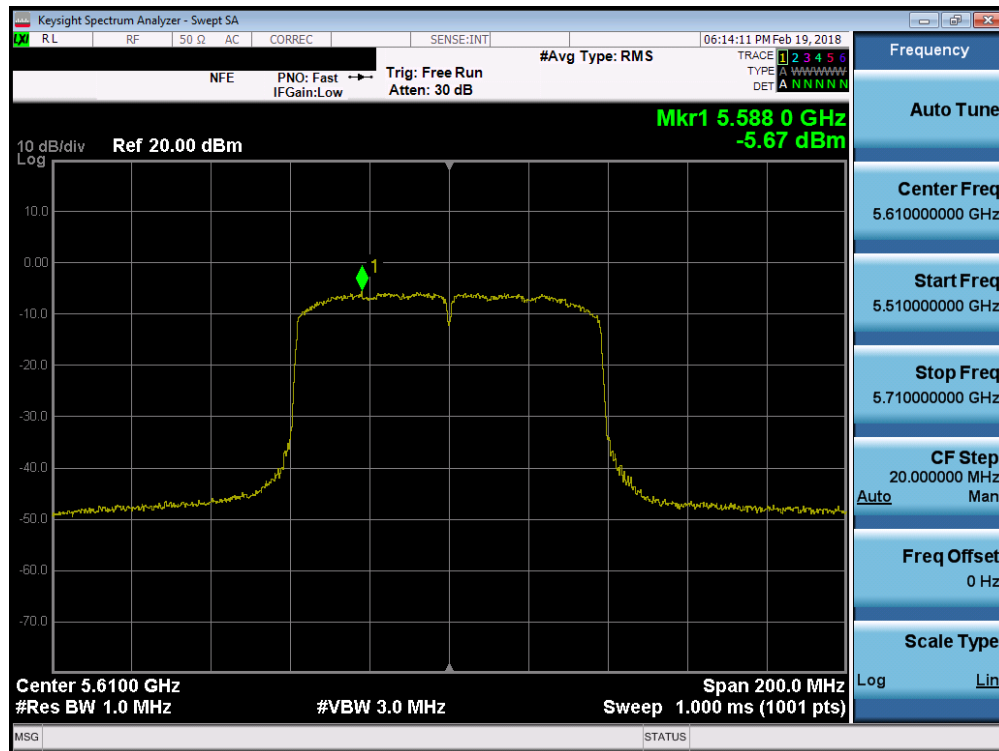 Keysight Spectrum Analyzer - Swept SA
LXI RL RF 50 Ω AC CORREC SENSE:INT 06:14:11 PM Feb 19, 2018
#Avg Type: RMS TRACE 1 2 3 4 5 6
NFE PNO: Fast Trig: Free Run TYPE A WWWWW
IFGain:Low Atten: 30 dB DET A N N N N N
Mkr1 5.588 0 GHz
-5.67 dBm
10 dB/div Ref 20.00 dBm
Log
10.0
0.00
1
-10.0
-20.0
-30.0
-40.0
-50.0
-60.0
-70.0
Center 5.6100 GHz Span 200.0 MHz
#Res BW 1.0 MHz #VBW 3.0 MHz Sweep 1.000 ms (1001 pts)
MSG STATUS
Frequency
Auto Tune
Center Freq
5.610000000 GHz
Start Freq
5.510000000 GHz
Stop Freq
5.710000000 GHz
CF Step
20.000000 MHz
Auto Man
Freq Offset
0 Hz
Scale Type
Log Lin